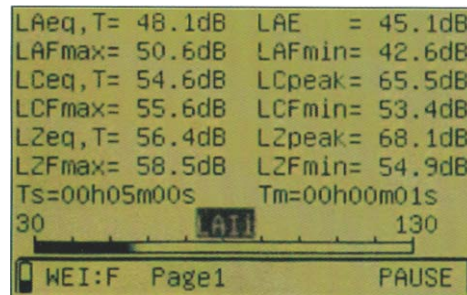 LAeq,T= 48.1dB LAE = 45.1dB
LAFmax= 50.6dB LAFmin= 42.6dB
LCeq,T= 54.6dB LCpeak= 65.5dB
LCFmax= 55.6dB LCFmin= 53.4dB
LZeq,T= 56.4dB LZpeak= 68.1dB
LZFmax= 58.5dB LZFmin= 54.9dB
Ts=00h05m00s Tm=00h00m01s
30 LAIi 130
WEI:F Page1 PAUSE